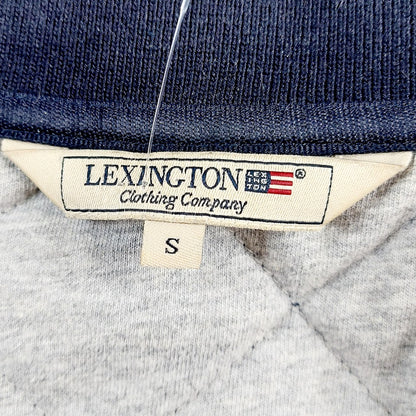 LEXINGTON LEX ING TON ®
Clothing Company
S